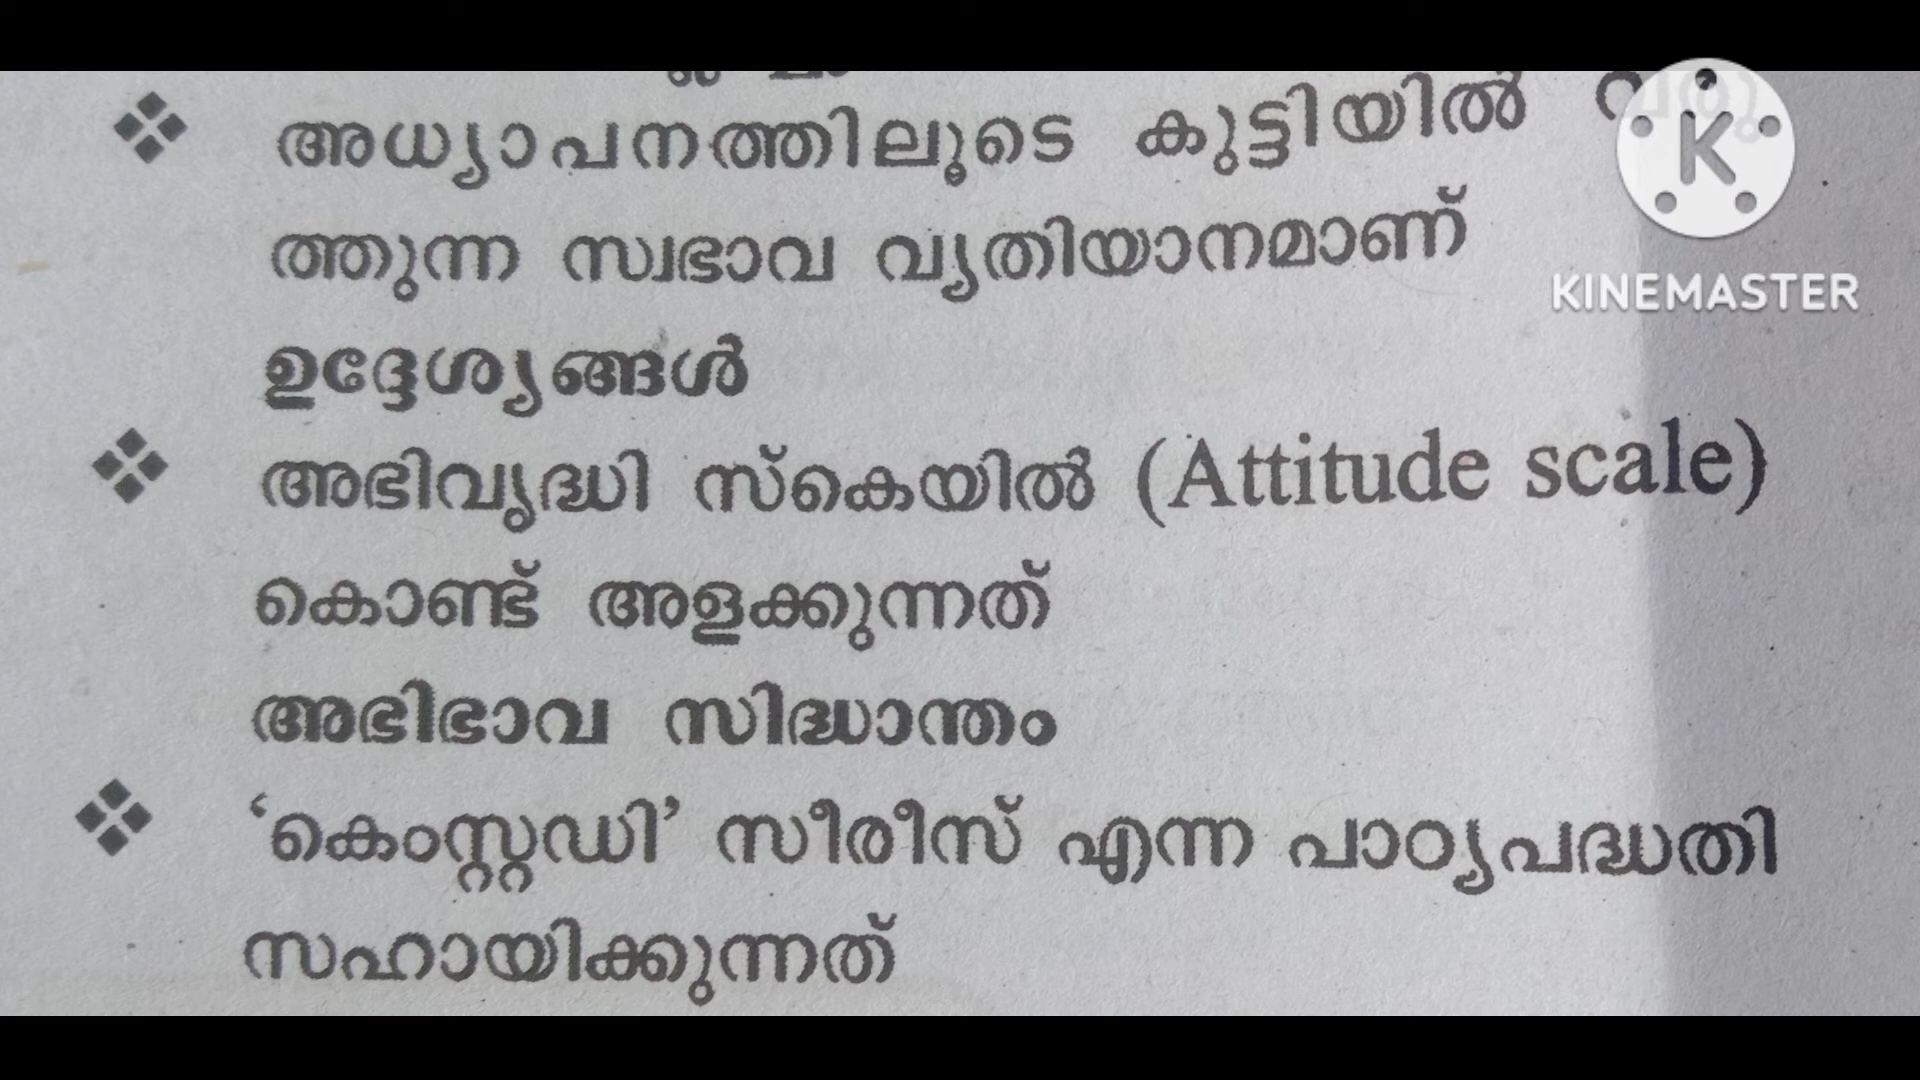 അധ്യാപനത്തിലൂടെ കുട്ടിയിൽ വരു
ത്തുന്ന സ്വഭാവ വ്യതിയാനമാണ്
KINEMASTER
ഉദ്ദേശ്യങ്ങൾ
അഭിവൃദ്ധി സ്കെയിൽ (Attitude scale)
കൊണ്ട് അളക്കുന്നത്
അഭിഭാവ സിദ്ധാന്തം
‘കെംസ്റ്റഡി’ സീരീസ് എന്ന പാഠ്യപദ്ധതി
സഹായിക്കുന്നത്